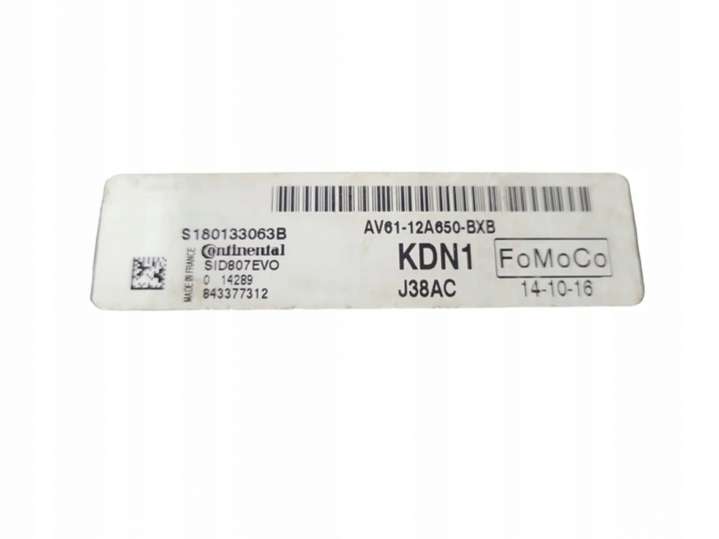 S180133063B
Continental
SID807EVO
0 14289
843377312
MADE IN FRANCE
AV61-12A650-BXB
KDN1
FoMoCo
J38AC
14-10-16